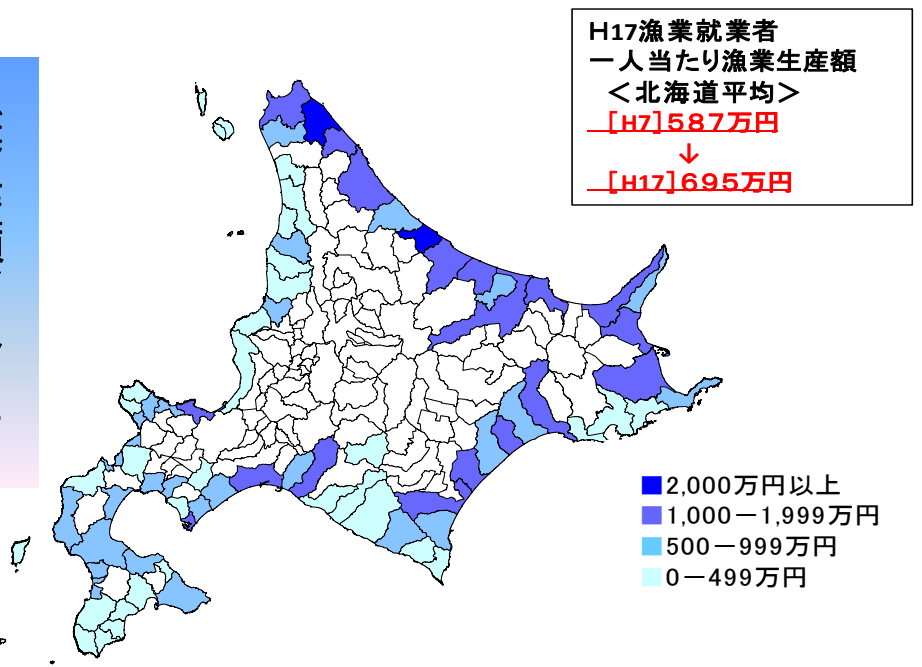 H17漁業就業者
一人当たり漁業生産額
＜北海道平均＞
［H7］587万円
↓
［H17］695万円
2,000万円以上
1,000－1,999万円
500－999万円
0－499万円